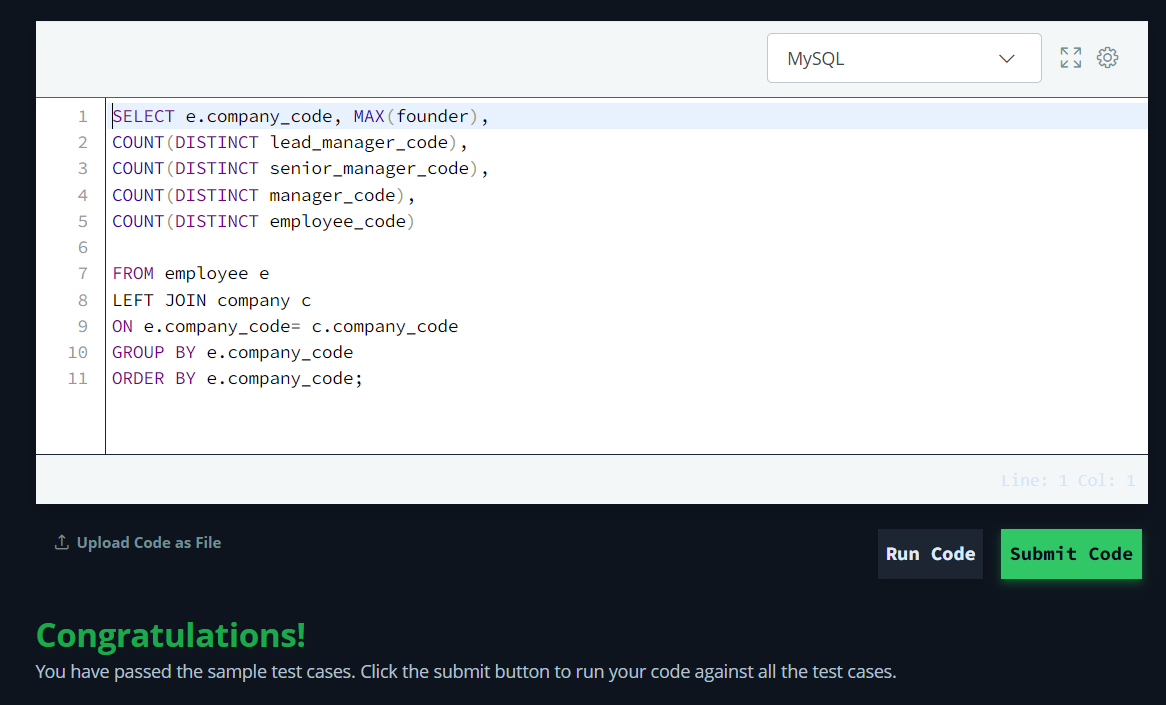 MySQL
1 SELECT e.company_code, MAX(founder),
2 COUNT(DISTINCT lead_manager_code),
3 COUNT(DISTINCT senior_manager_code),
4 COUNT(DISTINCT manager_code),
5 COUNT(DISTINCT employee_code)
6
7 FROM employee e
8 LEFT JOIN company c
9 ON e.company_code= c.company_code
10 GROUP BY e.company_code
11 ORDER BY e.company_code;
Line: 1 Col: 1
Upload Code as File
Run Code
Submit Code
Congratulations!
You have passed the sample test cases. Click the submit button to run your code against all the test cases.